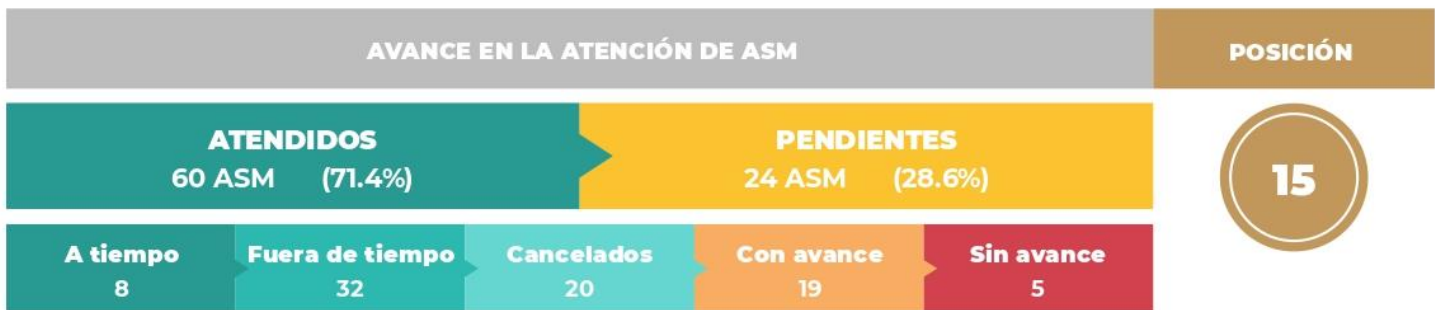 AVANCE EN LA ATENCIÓN DE ASM
POSICIÓN
ATENDIDOS
60 ASM (71.4%)
PENDIENTES
24 ASM (28.6%)
15
A tiempo
8
Fuera de tiempo
32
Cancelados
20
Con avance
19
Sin avance
5